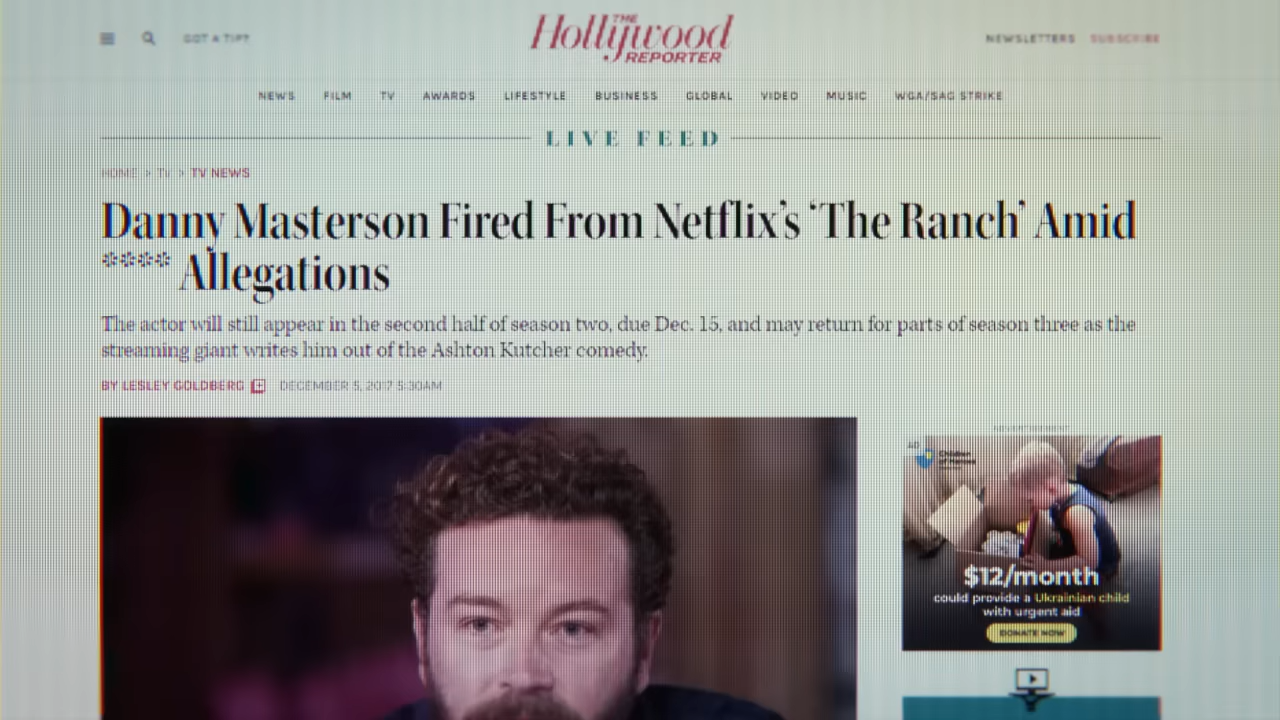 GOT A TIP?
THE
Hollywood
REPORTER
NEWSLETTERS SUBSCRIBE
NEWS FILM TV AWARDS LIFESTYLE BUSINESS GLOBAL VIDEO MUSIC WGA/SAG STRIKE
LIVE FEED
HOME > TV > TV NEWS
Danny Masterson Fired From Netflix's 'The Ranch' Amid
**** Allegations
The actor will still appear in the second half of season two, due Dec. 15, and may return for parts of season three as the
streaming giant writes him out of the Ashton Kutcher comedy.
BY LESLEY GOLDBERG DECEMBER 5, 2017 5:30AM
ADVERTISEMENT
AD
Children
of Heroes
$12/month
could provide a Ukrainian child
with urgent aid
DONATE NOW